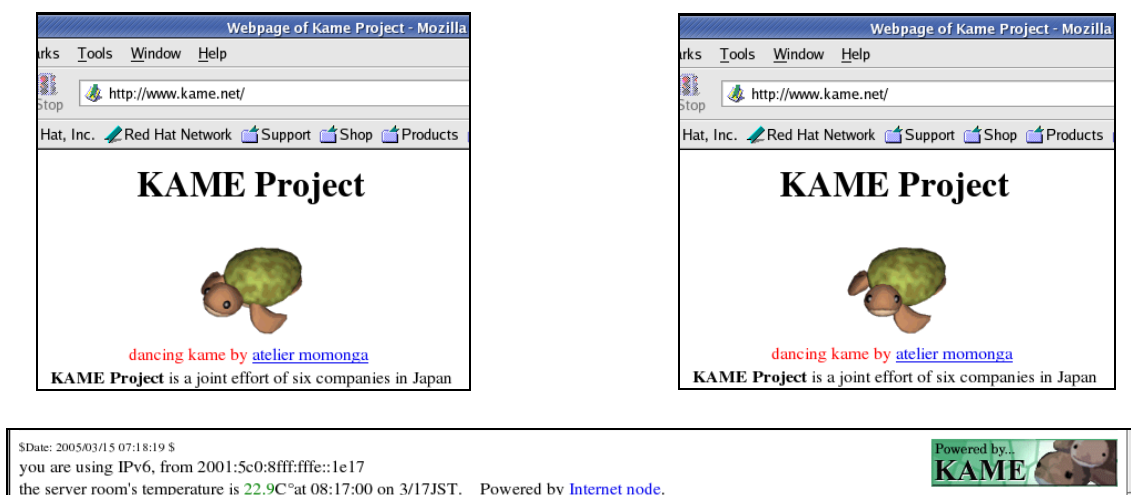 Webpage of Kame Project - Mozilla
Tools Window Help
Stop http://www.kame.net/
Hat, Inc. Red Hat Network Support Shop Products
KAME Project
dancing kame by atelier momonga
KAME Project is a joint effort of six companies in Japan
Webpage of Kame Project - Mozilla
Tools Window Help
Stop http://www.kame.net/
Hat, Inc. Red Hat Network Support Shop Products
KAME Project
dancing kame by atelier momonga
KAME Project is a joint effort of six companies in Japan
$Date: 2005/03/15 07:18:19 $
you are using IPv6, from 2001:5c0:8fff:fffe::1e17
the server room's temperature is 22.9C°at 08:17:00 on 3/17JST. Powered by Internet node.
Powered by...
KAME